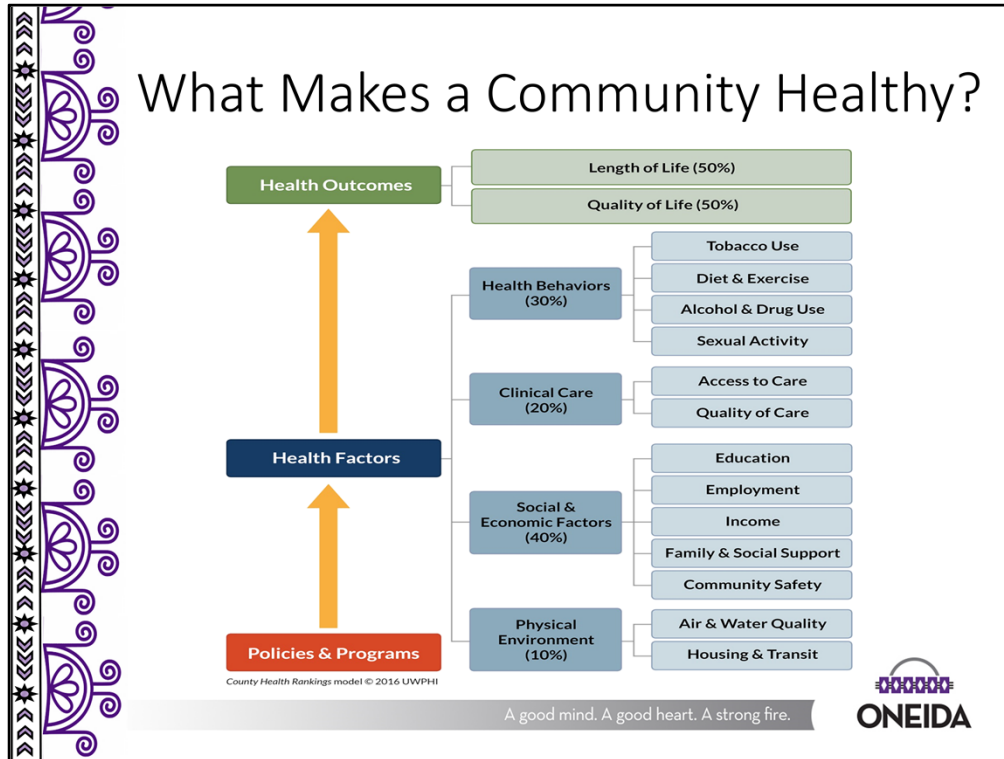 What Makes a Community Healthy?
Health Outcomes
Length of Life (50%)
Quality of Life (50%)
Health Behaviors
(30%)
Tobacco Use
Diet & Exercise
Alcohol & Drug Use
Sexual Activity
Clinical Care
(20%)
Access to Care
Quality of Care
Health Factors
Social &
Economic Factors
(40%)
Education
Employment
Income
Family & Social Support
Community Safety
Physical
Environment
(10%)
Air & Water Quality
Housing & Transit
Policies & Programs
County Health Rankings model © 2016 UWPHI
A good mind. A good heart. A strong fire.
ONEIDA